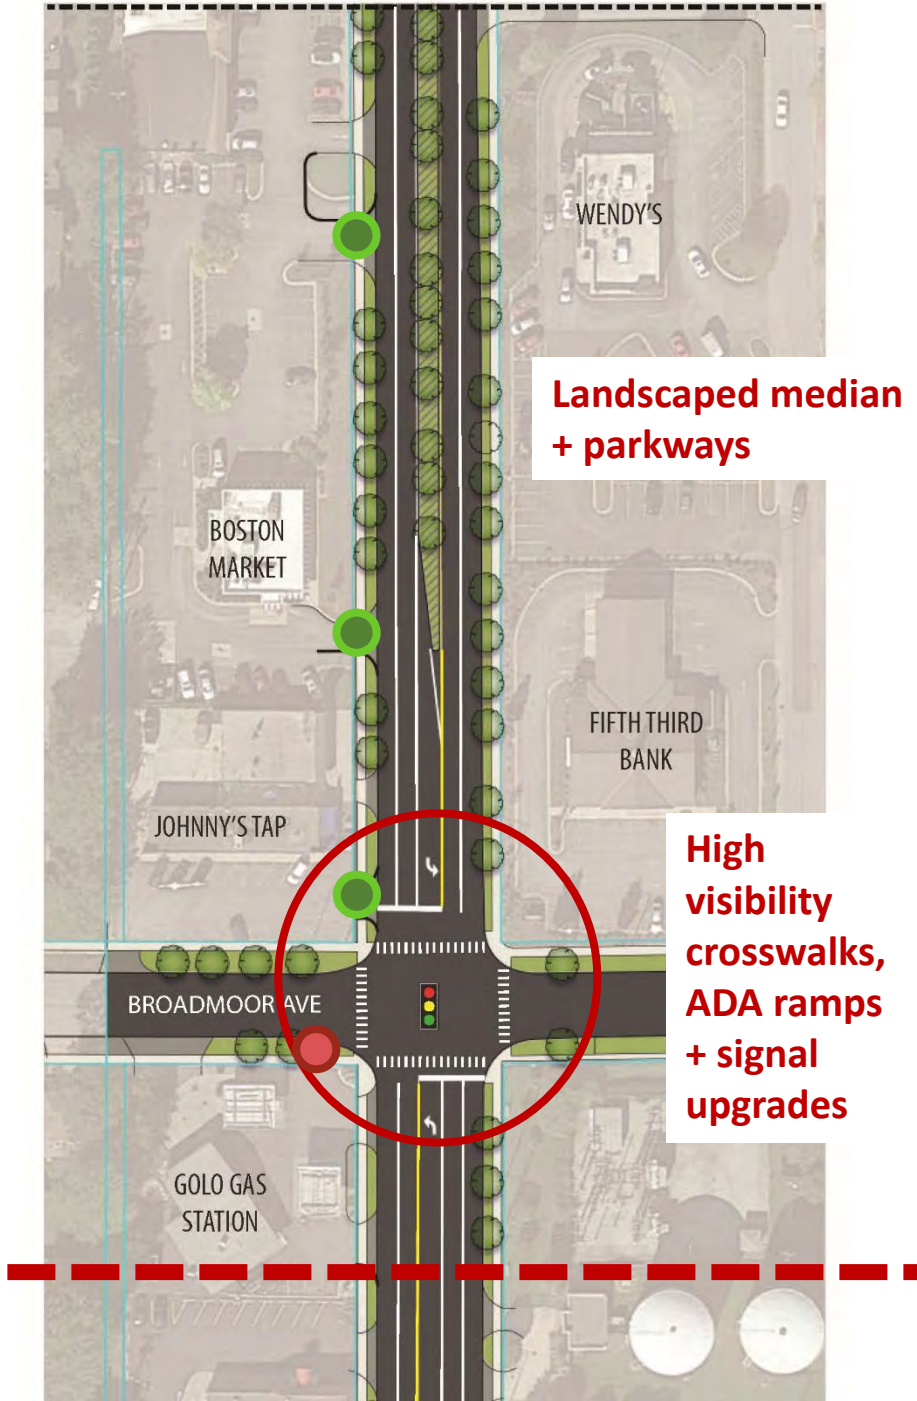 WENDY'S
Landscaped median
+ parkways
BOSTON
MARKET
FIFTH THIRD
BANK
JOHNNY'S TAP
High
visibility
crosswalks,
ADA ramps
+ signal
upgrades
BROADMOOR AVE
GOLO GAS
STATION